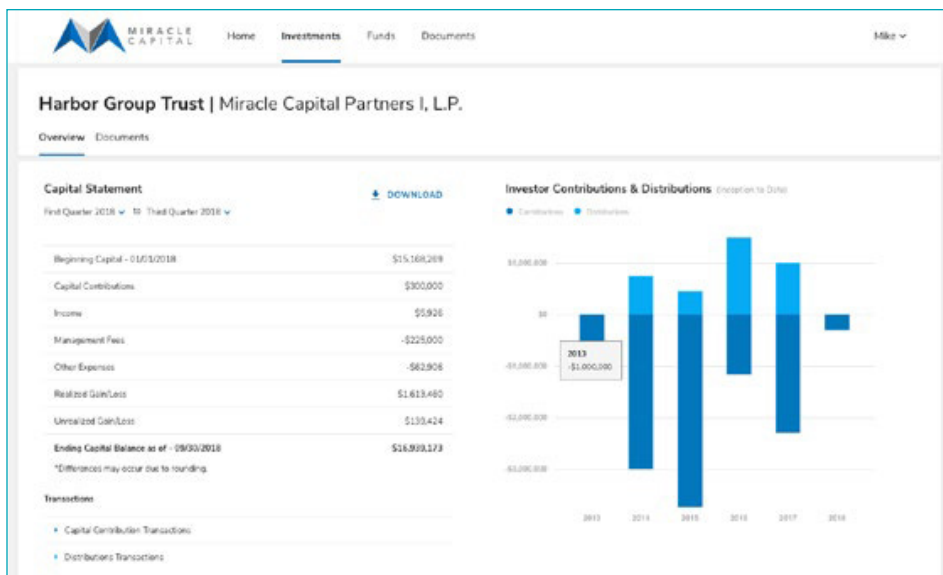 MIRACLE
CAPITAL
Home Investments Funds Documents Mike
Harbor Group Trust | Miracle Capital Partners I, L.P.
Overview Documents
Capital Statement
DOWNLOAD
First Quarter 2018 to Third Quarter 2018
Beginning Capital - 01/01/2018 $15,168,269
Capital Contributions $300,000
Income $5,926
Management Fees -$225,000
Other Expenses -$62,906
Realized Gain/Loss $1,613,460
Unrealized Gain/Loss $139,424
Ending Capital Balance as of - 09/30/2018 $16,939,173
*Differences may occur due to rounding.
Transactions
Capital Contribution Transactions
Distributions Transactions
Investor Contributions & Distributions (Inception to Date)
Contributions Distributions
$1,000,000
$0
-$1,000,000
-$2,000,000
-$3,000,000
2013
-$1,000,000
2013 2014 2015 2016 2017 2018